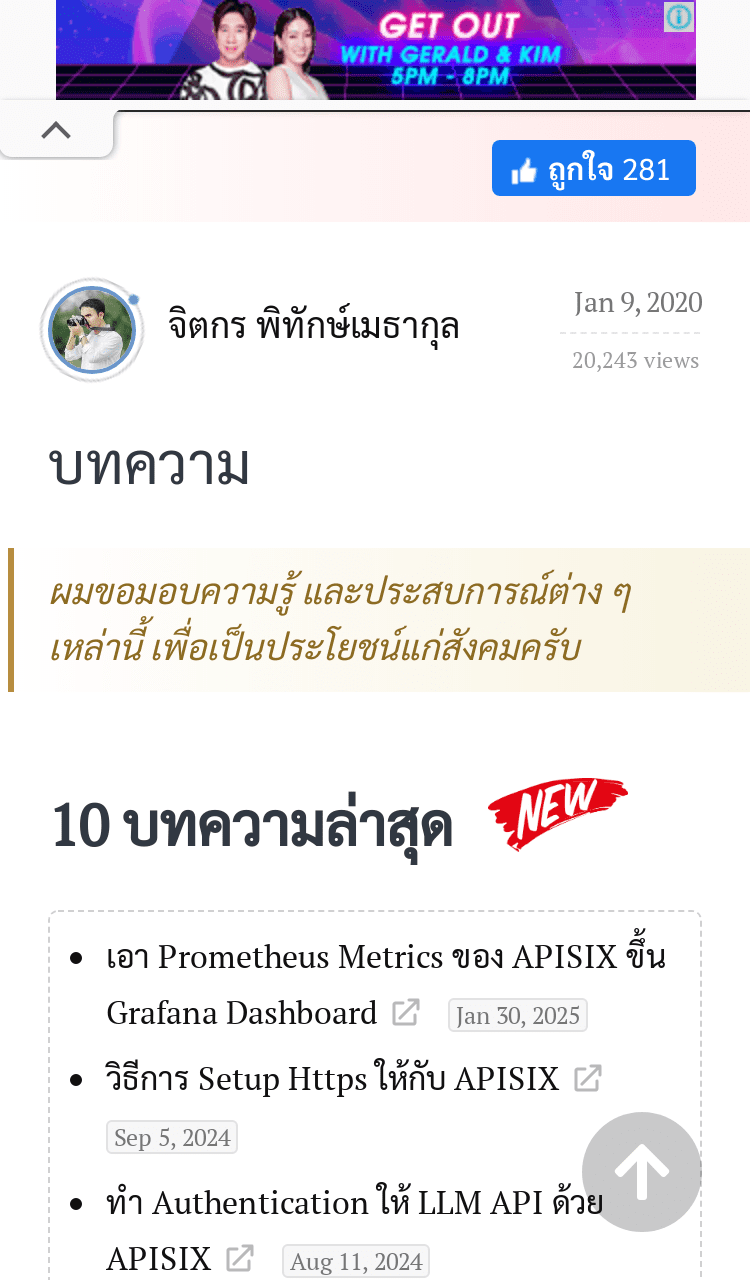 GET OUT
WITH GERALD & KIM
5PM - 8PM
ถูกใจ 281
จิตกร พิทักษ์เมธากุล
Jan 9, 2020
20,243 views
บทความ
ผมขอมอบความรู้ และประสบการณ์ต่าง ๆ
เหล่านี้ เพื่อเป็นประโยชน์แก่สังคมครับ
10 บทความล่าสุด NEW
เอา Prometheus Metrics ของ APISIX ขึ้น
Grafana Dashboard Jan 30, 2025
วิธีการ Setup Https ให้กับ APISIX
Sep 5, 2024
ทำ Authentication ให้ LLM API ด้วย
APISIX Aug 11, 2024